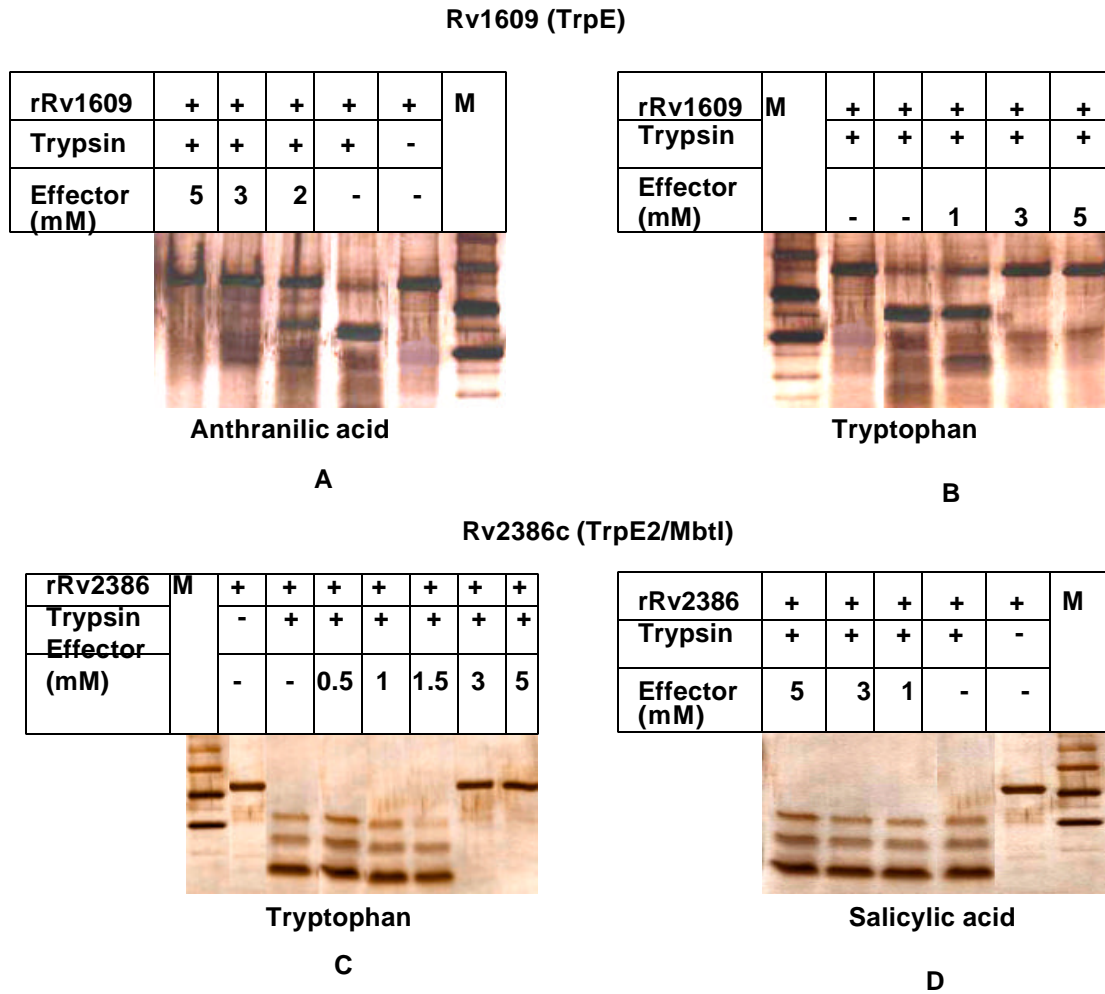 Rv1609 (TrpE)
rRv1609 + + + + + M
Trypsin + + + + -
Effector 5 3 2 - -
(mM)
Anthranilic acid
A
rRv1609 M + + + + +
Trypsin + + + + +
Effector
(mM) - - 1 3 5
Tryptophan
B
Rv2386c (TrpE2/MbtI)
rRv2386 M + + + + + + +
Trypsin - + + + + + +
Effector
(mM) - - 0.5 1 1.5 3 5
Tryptophan
C
rRv2386 + + + + + M
Trypsin + + + + -
Effector 5 3 1 - -
(mM)
Salicylic acid
D